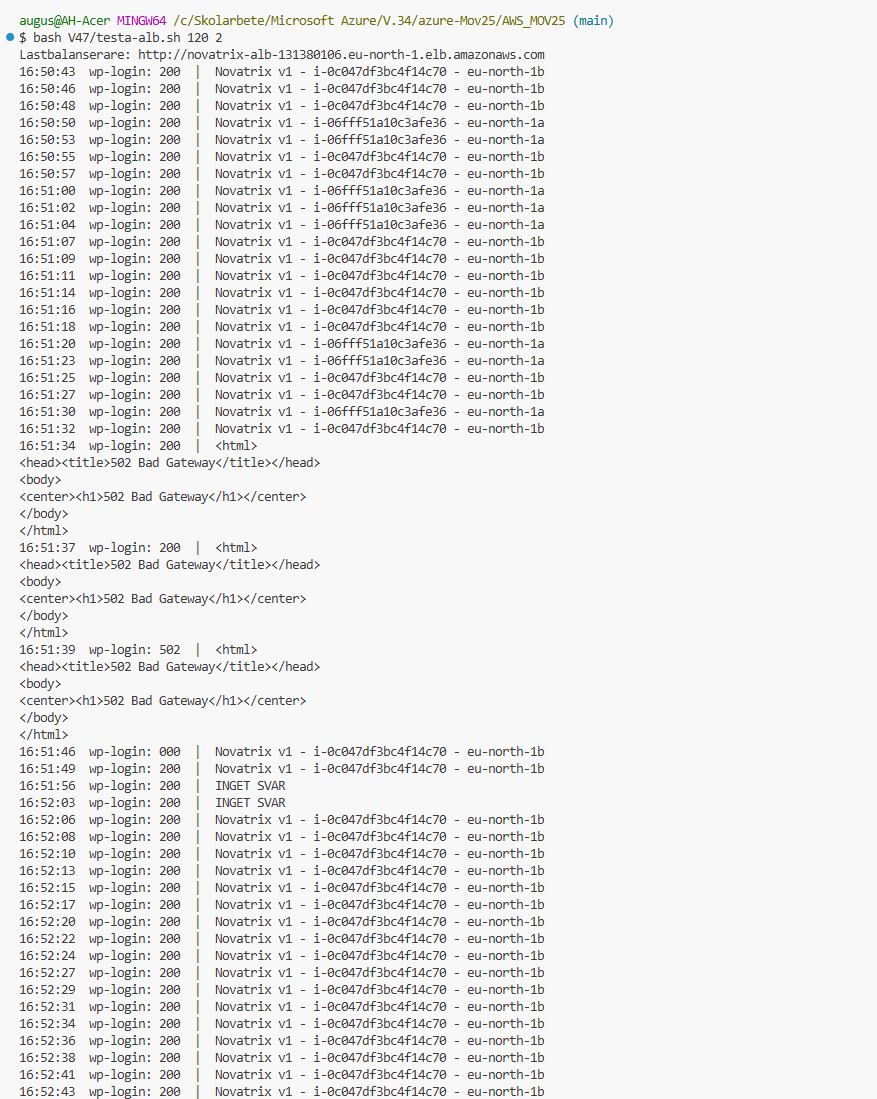 augus@AH-Acer MINGW64 /c/Skolarbete/Microsoft Azure/V.34/azure-Mov25/AWS_MOV25 (main)
$ bash V47/testa-alb.sh 120 2
Lastbalanserare: http://novatrix-alb-131380106.eu-north-1.elb.amazonaws.com
16:50:43  wp-login: 200  |  Novatrix v1 - i-0c047df3bc4f14c70 - eu-north-1b
16:50:46  wp-login: 200  |  Novatrix v1 - i-0c047df3bc4f14c70 - eu-north-1b
16:50:48  wp-login: 200  |  Novatrix v1 - i-0c047df3bc4f14c70 - eu-north-1b
16:50:50  wp-login: 200  |  Novatrix v1 - i-06fff51a10c3afe36 - eu-north-1a
16:50:53  wp-login: 200  |  Novatrix v1 - i-06fff51a10c3afe36 - eu-north-1a
16:50:55  wp-login: 200  |  Novatrix v1 - i-0c047df3bc4f14c70 - eu-north-1b
16:50:57  wp-login: 200  |  Novatrix v1 - i-0c047df3bc4f14c70 - eu-north-1b
16:51:00  wp-login: 200  |  Novatrix v1 - i-06fff51a10c3afe36 - eu-north-1a
16:51:02  wp-login: 200  |  Novatrix v1 - i-06fff51a10c3afe36 - eu-north-1a
16:51:04  wp-login: 200  |  Novatrix v1 - i-06fff51a10c3afe36 - eu-north-1a
16:51:07  wp-login: 200  |  Novatrix v1 - i-0c047df3bc4f14c70 - eu-north-1b
16:51:09  wp-login: 200  |  Novatrix v1 - i-0c047df3bc4f14c70 - eu-north-1b
16:51:11  wp-login: 200  |  Novatrix v1 - i-0c047df3bc4f14c70 - eu-north-1b
16:51:14  wp-login: 200  |  Novatrix v1 - i-0c047df3bc4f14c70 - eu-north-1b
16:51:16  wp-login: 200  |  Novatrix v1 - i-0c047df3bc4f14c70 - eu-north-1b
16:51:18  wp-login: 200  |  Novatrix v1 - i-0c047df3bc4f14c70 - eu-north-1b
16:51:20  wp-login: 200  |  Novatrix v1 - i-06fff51a10c3afe36 - eu-north-1a
16:51:23  wp-login: 200  |  Novatrix v1 - i-06fff51a10c3afe36 - eu-north-1a
16:51:25  wp-login: 200  |  Novatrix v1 - i-0c047df3bc4f14c70 - eu-north-1b
16:51:27  wp-login: 200  |  Novatrix v1 - i-0c047df3bc4f14c70 - eu-north-1b
16:51:30  wp-login: 200  |  Novatrix v1 - i-06fff51a10c3afe36 - eu-north-1a
16:51:32  wp-login: 200  |  Novatrix v1 - i-0c047df3bc4f14c70 - eu-north-1b
16:51:34  wp-login: 200  |  <html>
<head><title>502 Bad Gateway</title></head>
<body>
<center><h1>502 Bad Gateway</h1></center>
</body>
</html>
16:51:37  wp-login: 200  |  <html>
<head><title>502 Bad Gateway</title></head>
<body>
<center><h1>502 Bad Gateway</h1></center>
</body>
</html>
16:51:39  wp-login: 502  |  <html>
<head><title>502 Bad Gateway</title></head>
<body>
<center><h1>502 Bad Gateway</h1></center>
</body>
</html>
16:51:46  wp-login: 000  |  Novatrix v1 - i-0c047df3bc4f14c70 - eu-north-1b
16:51:49  wp-login: 200  |  Novatrix v1 - i-0c047df3bc4f14c70 - eu-north-1b
16:51:56  wp-login: 200  |  INGET SVAR
16:52:03  wp-login: 200  |  INGET SVAR
16:52:06  wp-login: 200  |  Novatrix v1 - i-0c047df3bc4f14c70 - eu-north-1b
16:52:08  wp-login: 200  |  Novatrix v1 - i-0c047df3bc4f14c70 - eu-north-1b
16:52:10  wp-login: 200  |  Novatrix v1 - i-0c047df3bc4f14c70 - eu-north-1b
16:52:13  wp-login: 200  |  Novatrix v1 - i-0c047df3bc4f14c70 - eu-north-1b
16:52:15  wp-login: 200  |  Novatrix v1 - i-0c047df3bc4f14c70 - eu-north-1b
16:52:17  wp-login: 200  |  Novatrix v1 - i-0c047df3bc4f14c70 - eu-north-1b
16:52:20  wp-login: 200  |  Novatrix v1 - i-0c047df3bc4f14c70 - eu-north-1b
16:52:22  wp-login: 200  |  Novatrix v1 - i-0c047df3bc4f14c70 - eu-north-1b
16:52:24  wp-login: 200  |  Novatrix v1 - i-0c047df3bc4f14c70 - eu-north-1b
16:52:27  wp-login: 200  |  Novatrix v1 - i-0c047df3bc4f14c70 - eu-north-1b
16:52:29  wp-login: 200  |  Novatrix v1 - i-0c047df3bc4f14c70 - eu-north-1b
16:52:31  wp-login: 200  |  Novatrix v1 - i-0c047df3bc4f14c70 - eu-north-1b
16:52:34  wp-login: 200  |  Novatrix v1 - i-0c047df3bc4f14c70 - eu-north-1b
16:52:36  wp-login: 200  |  Novatrix v1 - i-0c047df3bc4f14c70 - eu-north-1b
16:52:38  wp-login: 200  |  Novatrix v1 - i-0c047df3bc4f14c70 - eu-north-1b
16:52:41  wp-login: 200  |  Novatrix v1 - i-0c047df3bc4f14c70 - eu-north-1b
16:52:43  wp-login: 200  |  Novatrix v1 - i-0c047df3bc4f14c70 - eu-north-1b